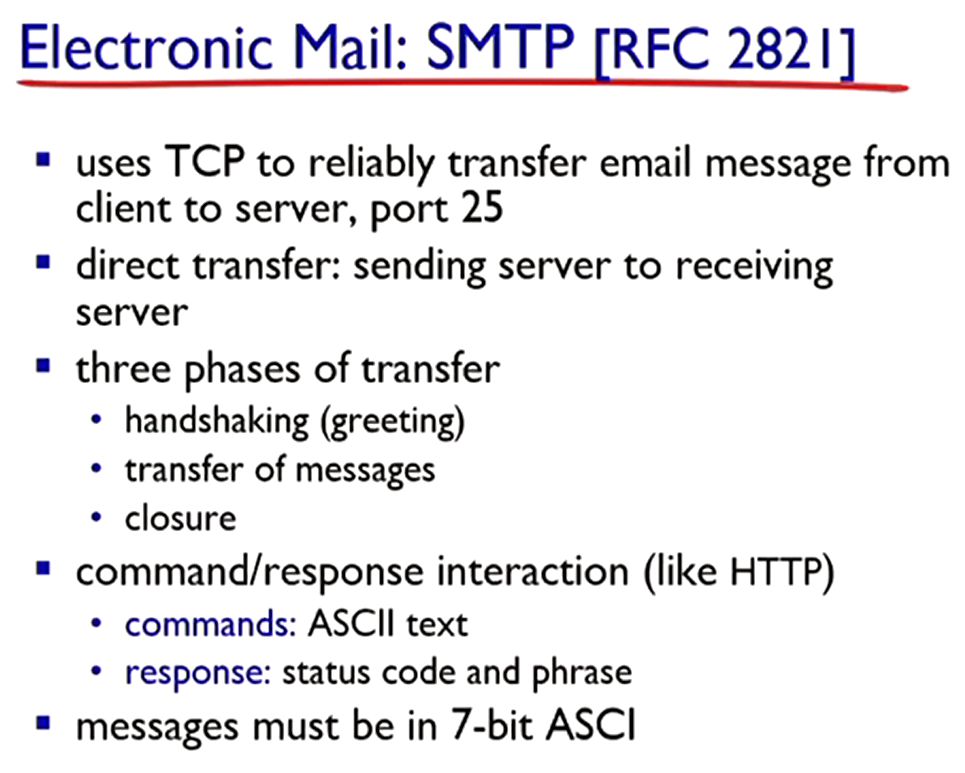 Electronic Mail: SMTP [RFC 2821]
▪ uses TCP to reliably transfer email message from
client to server, port 25
▪ direct transfer: sending server to receiving
server
▪ three phases of transfer
• handshaking (greeting)
• transfer of messages
• closure
▪ command/response interaction (like HTTP)
• commands: ASCII text
• response: status code and phrase
▪ messages must be in 7-bit ASCI